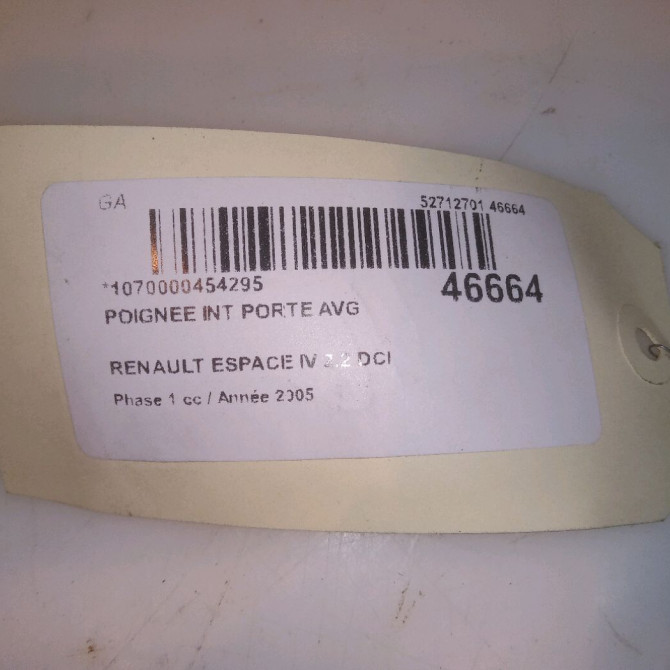 GA
52712701 46664
*1070000454295
46664
POIGNEE INT PORTE AVG
RENAULT ESPACE IV 2.2 DCI
Phase 1 cc / Année 2005